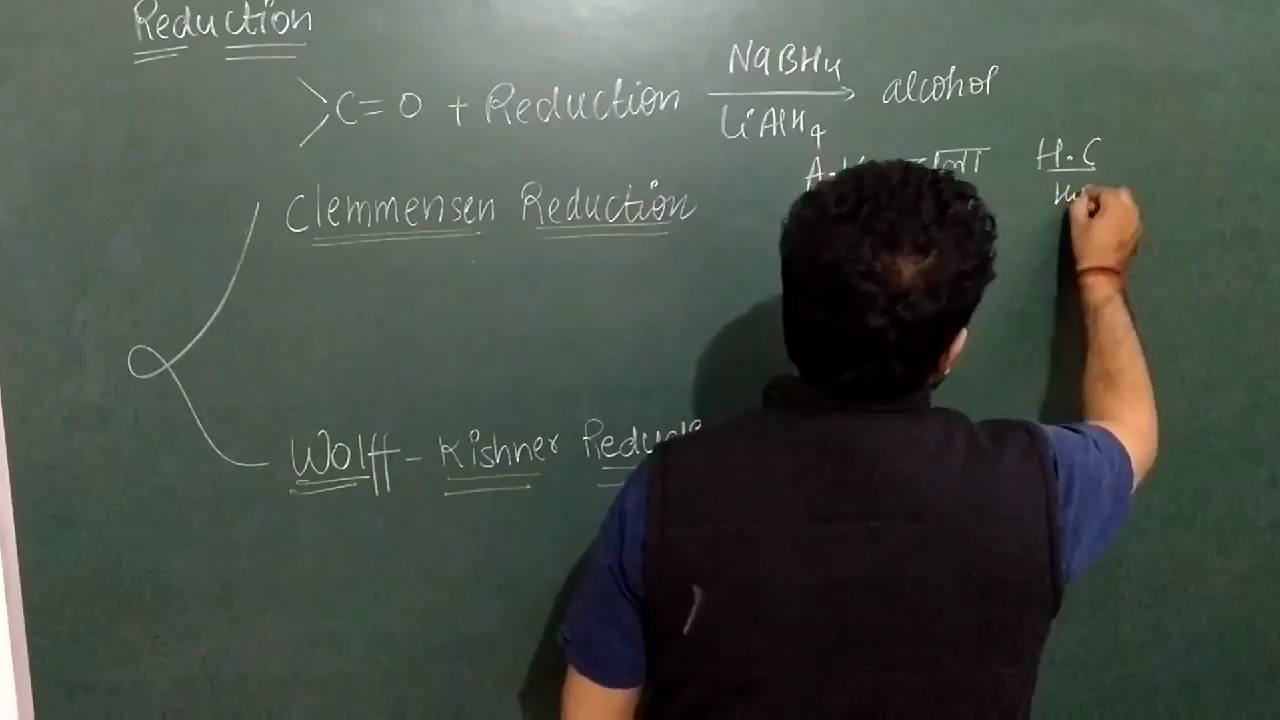 Reduction
C=O + Reduction NaBH4 alcohol
LiAlH4
H.C
Clemmensen Reduction
Wolff-Kishner